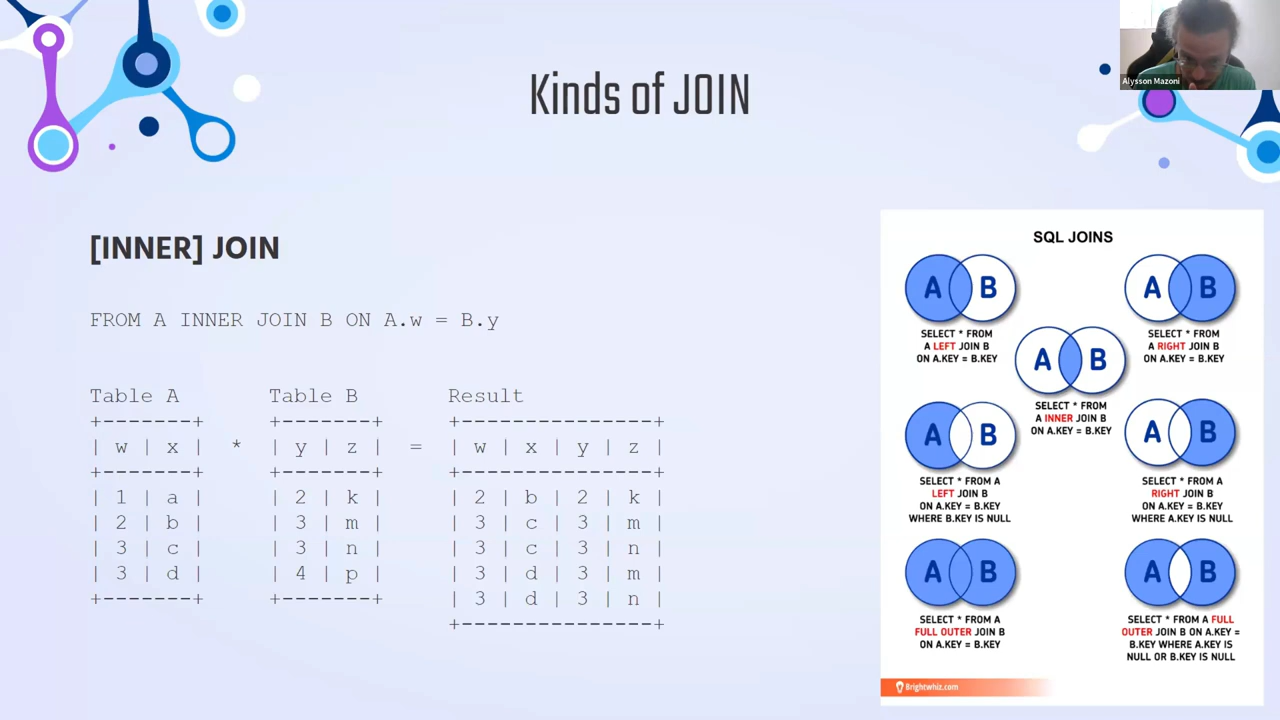 Kinds of JOIN
Alysson Mazoni
[INNER] JOIN
FROM A INNER JOIN B ON A.w = B.y
Table A Table B Result
+-------+ +-------+ +---------------+
| w | x | * | y | z | = | w | x | y | z |
+-------+ +-------+ +---------------+
| 1 | a | | 2 | k | | 2 | b | 2 | k |
| 2 | b | | 3 | m | | 3 | c | 3 | m |
| 3 | c | | 3 | n | | 3 | c | 3 | n |
| 3 | d | | 4 | p | | 3 | d | 3 | m |
+-------+ +-------+ | 3 | d | 3 | n |
+---------------+
SQL JOINS
A B
SELECT * FROM
A LEFT JOIN B
ON A.KEY = B.KEY
A B
SELECT * FROM
A RIGHT JOIN B
ON A.KEY = B.KEY
A B
SELECT * FROM
A INNER JOIN B
ON A.KEY = B.KEY
A B
SELECT * FROM A
LEFT JOIN B
ON A.KEY = B.KEY
WHERE B.KEY IS NULL
A B
SELECT * FROM A
RIGHT JOIN B
ON A.KEY = B.KEY
WHERE A.KEY IS NULL
A B
SELECT * FROM A
FULL OUTER JOIN B
ON A.KEY = B.KEY
A B
SELECT * FROM A FULL
OUTER JOIN B ON A.KEY =
B.KEY WHERE A.KEY IS
NULL OR B.KEY IS NULL
Brightwhiz.com